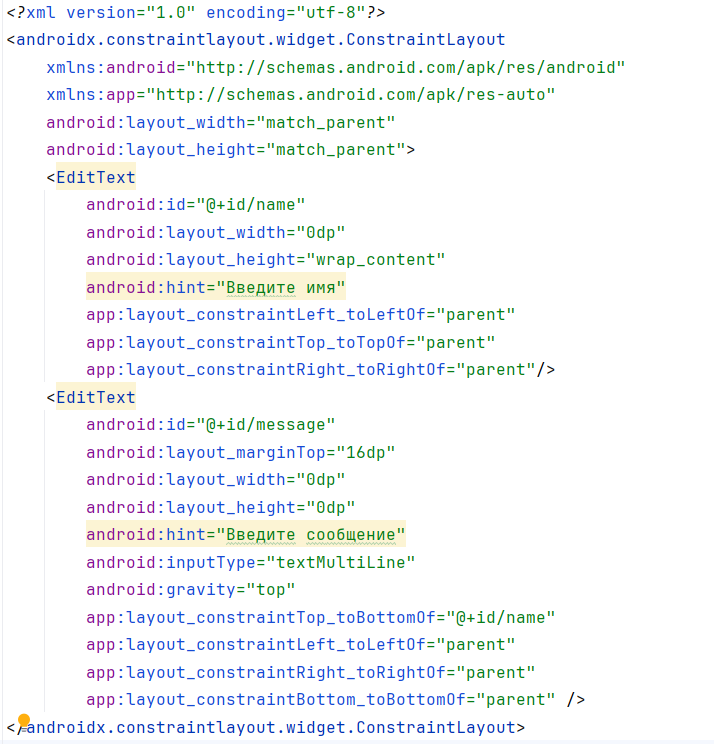 <?xml version="1.0" encoding="utf-8"?>
<androidx.constraintlayout.widget.ConstraintLayout
    xmlns:android="http://schemas.android.com/apk/res/android"
    xmlns:app="http://schemas.android.com/apk/res-auto"
    android:layout_width="match_parent"
    android:layout_height="match_parent">
    <EditText
        android:id="@+id/name"
        android:layout_width="0dp"
        android:layout_height="wrap_content"
        android:hint="Введите имя"
        app:layout_constraintLeft_toLeftOf="parent"
        app:layout_constraintTop_toTopOf="parent"
        app:layout_constraintRight_toRightOf="parent"/>
    <EditText
        android:id="@+id/message"
        android:layout_marginTop="16dp"
        android:layout_width="0dp"
        android:layout_height="0dp"
        android:hint="Введите сообщение"
        android:inputType="textMultiLine"
        android:gravity="top"
        app:layout_constraintTop_toBottomOf="@+id/name"
        app:layout_constraintLeft_toLeftOf="parent"
        app:layout_constraintRight_toRightOf="parent"
        app:layout_constraintBottom_toBottomOf="parent" />
</androidx.constraintlayout.widget.ConstraintLayout>